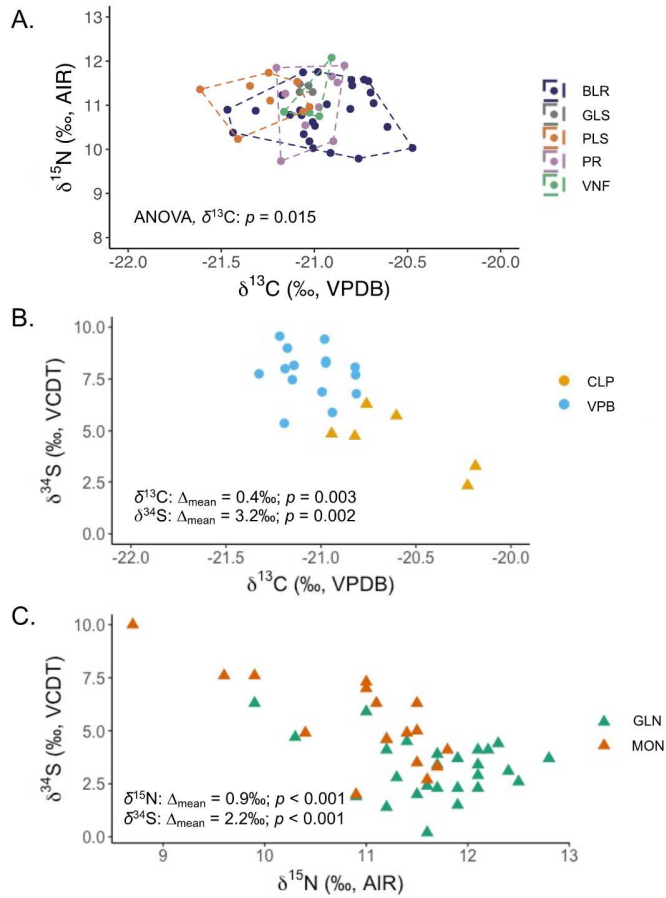 A.
13
12
11
10
9
8
δ15N (‰, AIR)
ANOVA, δ13C: p = 0.015
-22.0 -21.5 -21.0 -20.5 -20.0
δ13C (‰, VPDB)
BLR
GLS
PLS
PR
VNF
B.
10.0
7.5
5.0
2.5
0.0
δ34S (‰, VCDT)
δ13C: Δmean = 0.4‰; p = 0.003
δ34S: Δmean = 3.2‰; p = 0.002
-22.0 -21.5 -21.0 -20.5 -20.0
δ13C (‰, VPDB)
CLP
VPB
C.
10.0
7.5
5.0
2.5
0.0
δ34S (‰, VCDT)
δ15N: Δmean = 0.9‰; p < 0.001
δ34S: Δmean = 2.2‰; p < 0.001
9 10 11 12 13
δ15N (‰, AIR)
GLN
MON